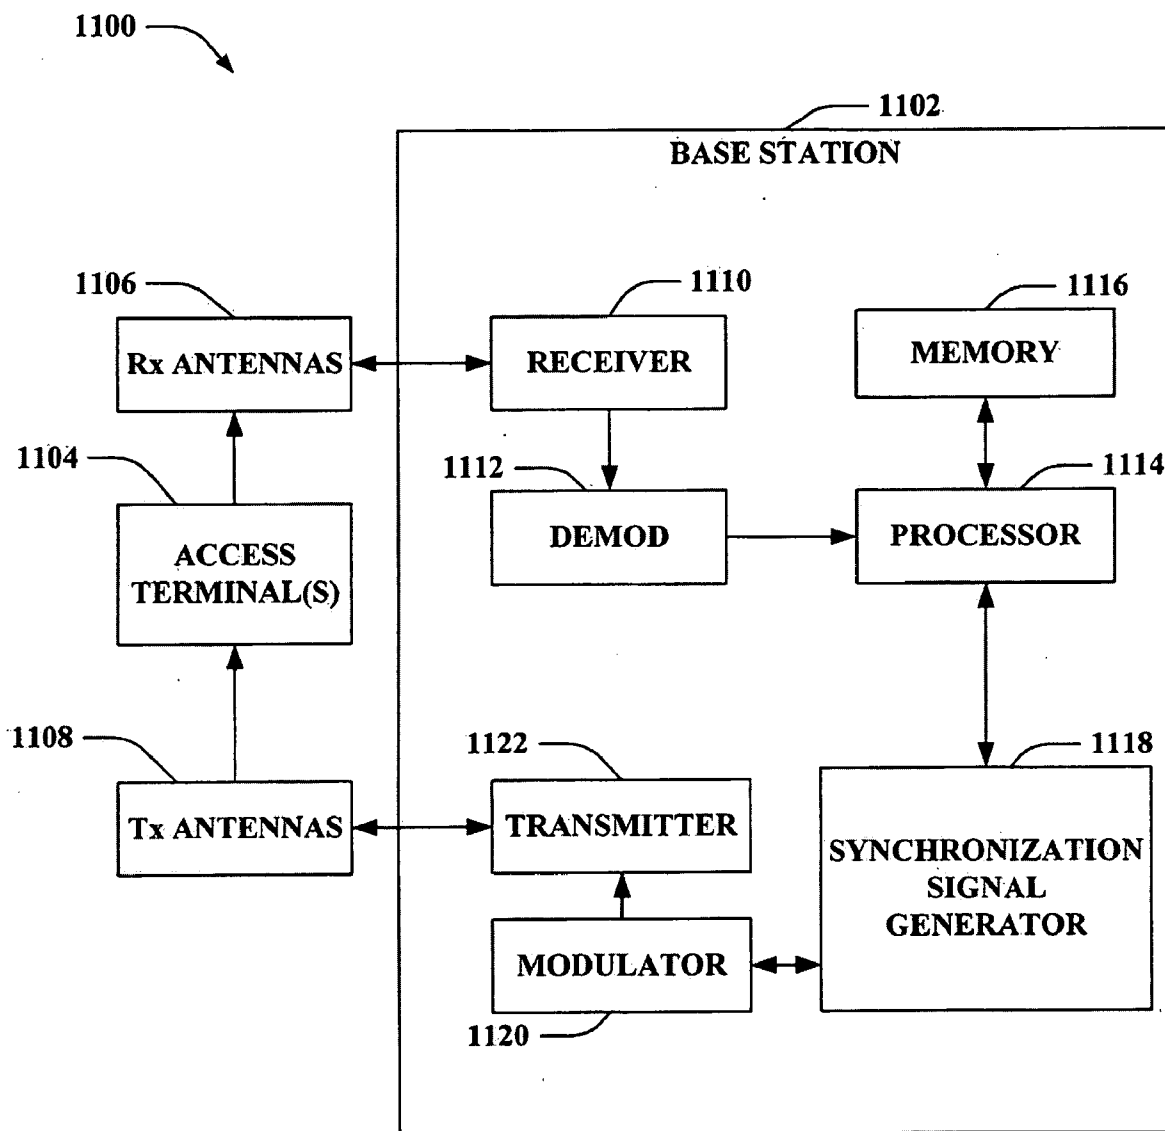 1100
1102
BASE STATION
1106
1110
1116
Rx ANTENNAS
RECEIVER
MEMORY
1104
1112
1114
ACCESS
TERMINAL(S)
DEMOD
PROCESSOR
1108
1122
1118
Tx ANTENNAS
TRANSMITTER
SYNCHRONIZATION
SIGNAL
GENERATOR
MODULATOR
1120